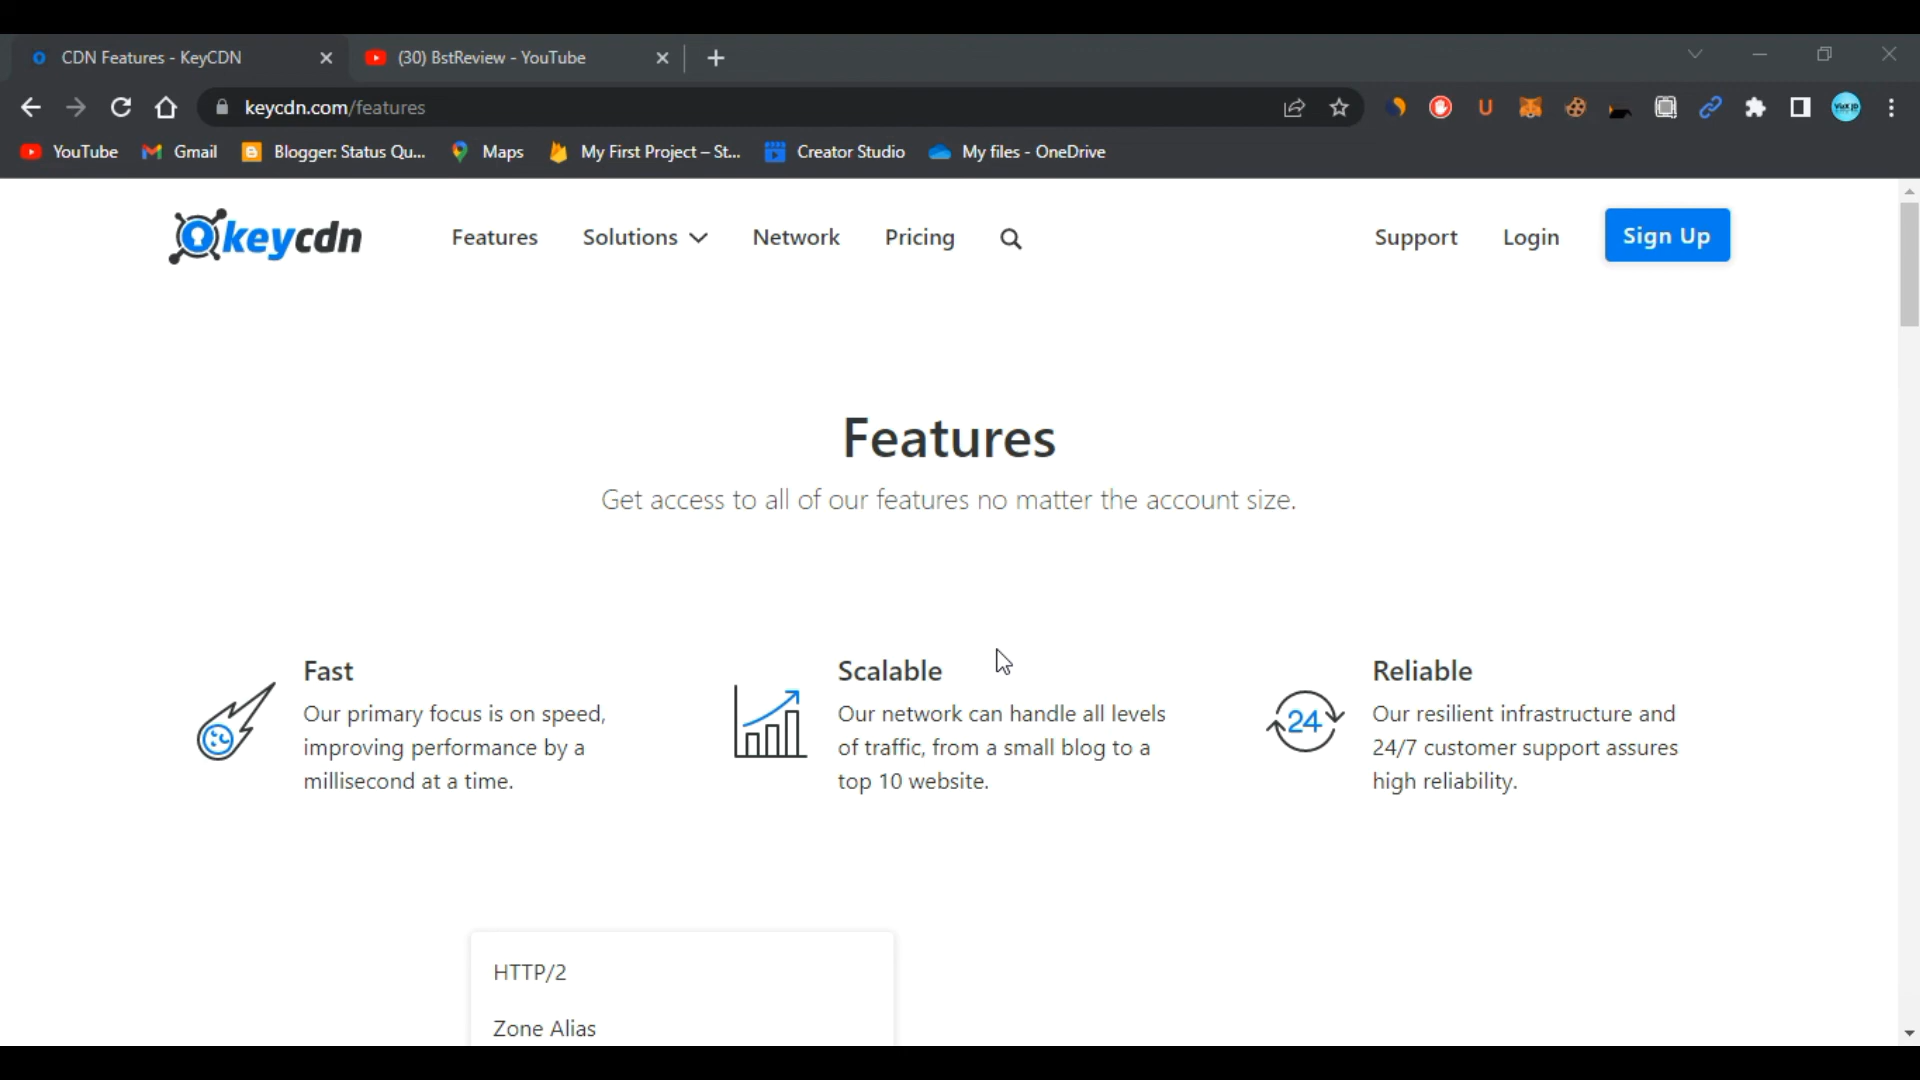 CDN Features - KeyCDN
(30) BstReview - YouTube
keycdn.com/features
YouTube
Gmail
Blogger: Status Qu...
Maps
My First Project – St...
Creator Studio
My files - OneDrive
keycdn
Features
Solutions
Network
Pricing
Support
Login
Sign Up
Features
Get access to all of our features no matter the account size.
Fast
Our primary focus is on speed,
improving performance by a
millisecond at a time.
Scalable
Our network can handle all levels
of traffic, from a small blog to a
top 10 website.
24
Reliable
Our resilient infrastructure and
24/7 customer support assures
high reliability.
HTTP/2
Zone Alias